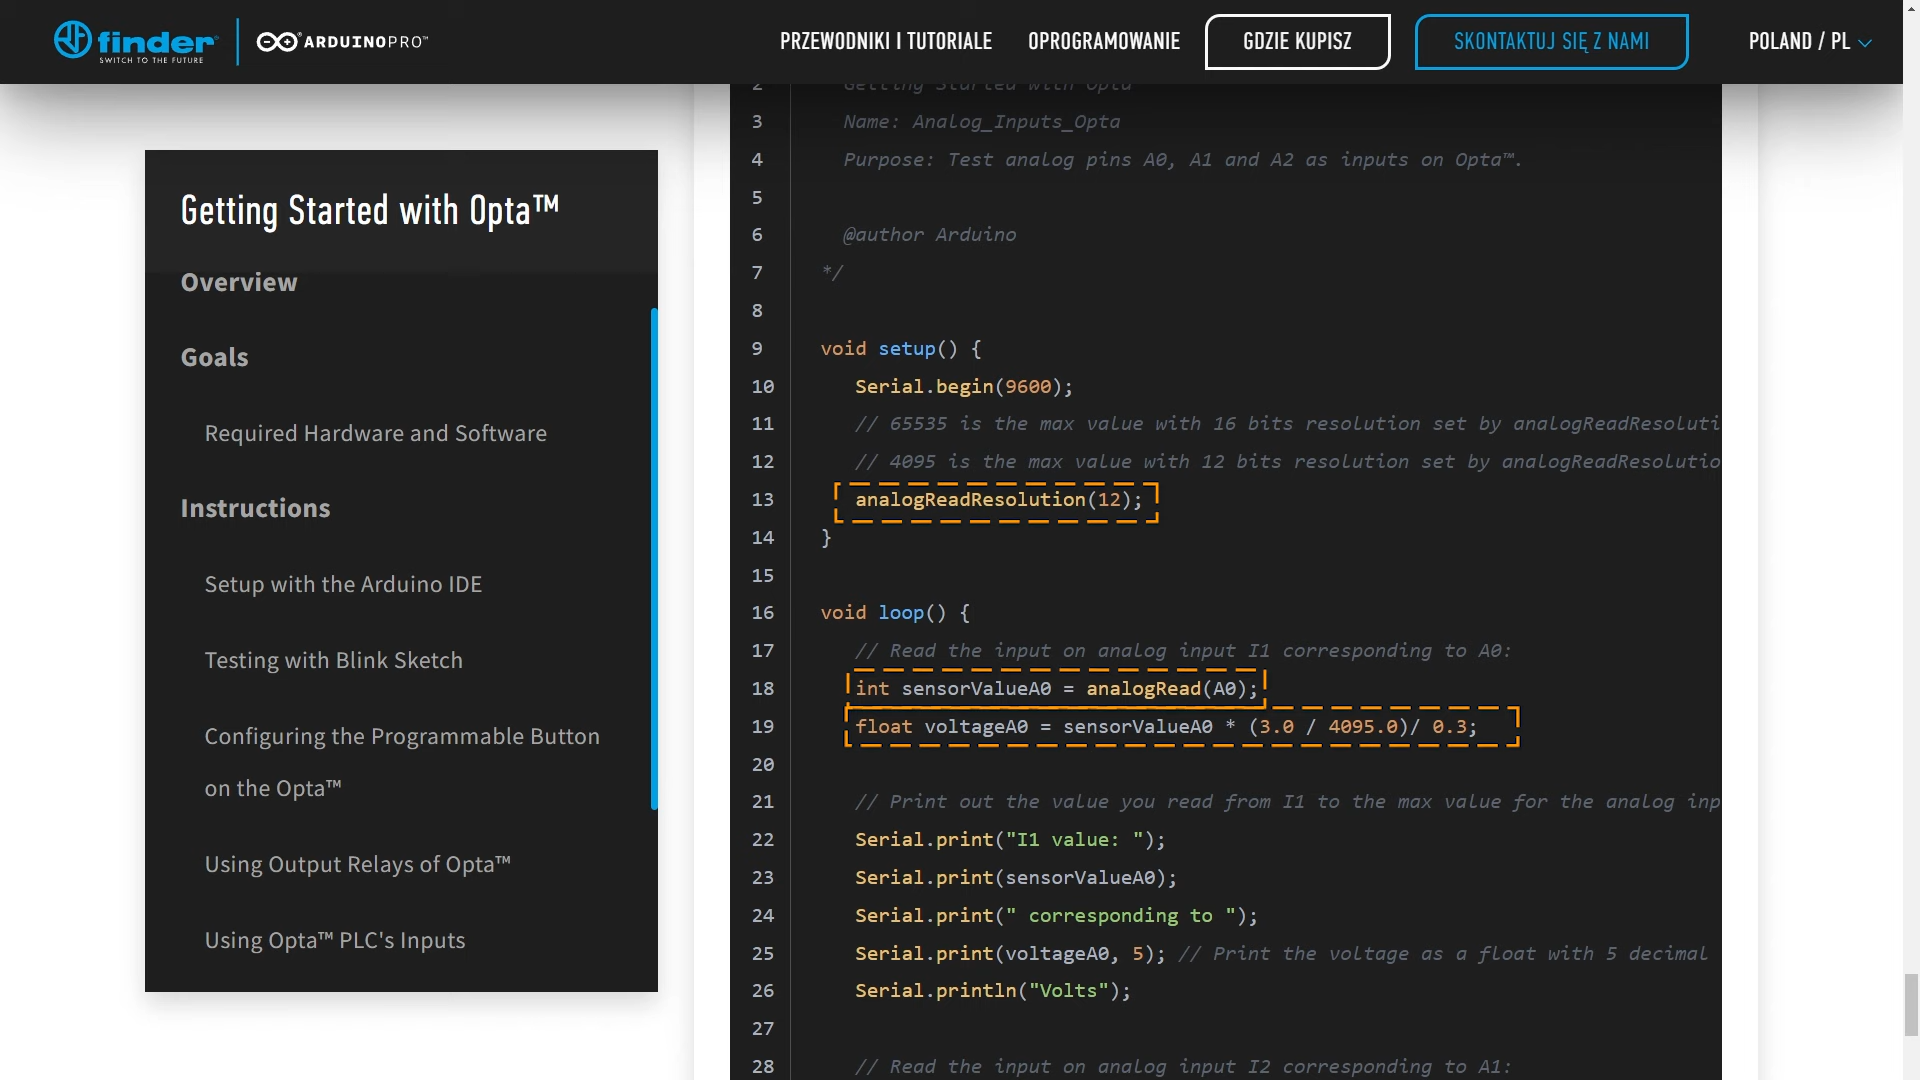 finder
SWITCH TO THE FUTURE
ARDUINOPRO™
PRZEWODNIKI I TUTORIALE
OPROGRAMOWANIE
GDZIE KUPISZ
SKONTAKTUJ SIĘ Z NAMI
POLAND / PL
Getting Started with Opta™
Overview
Goals
Required Hardware and Software
Instructions
Setup with the Arduino IDE
Testing with Blink Sketch
Configuring the Programmable Button
on the Opta™
Using Output Relays of Opta™
Using Opta™ PLC's Inputs
2 Getting Started with Opta
3 Name: Analog_Inputs_Opta
4 Purpose: Test analog pins A0, A1 and A2 as inputs on Opta™.
5
6 @author Arduino
7 */
8
9 void setup() {
10 Serial.begin(9600);
11 // 65535 is the max value with 16 bits resolution set by analogReadResoluti
12 // 4095 is the max value with 12 bits resolution set by analogReadResolutio
13 analogReadResolution(12);
14 }
15
16 void loop() {
17 // Read the input on analog input I1 corresponding to A0:
18 int sensorValueA0 = analogRead(A0);
19 float voltageA0 = sensorValueA0 * (3.0 / 4095.0)/ 0.3;
20
21 // Print out the value you read from I1 to the max value for the analog inp
22 Serial.print("I1 value: ");
23 Serial.print(sensorValueA0);
24 Serial.print(" corresponding to ");
25 Serial.print(voltageA0, 5); // Print the voltage as a float with 5 decimal
26 Serial.println("Volts");
27
28 // Read the input on analog input I2 corresponding to A1: